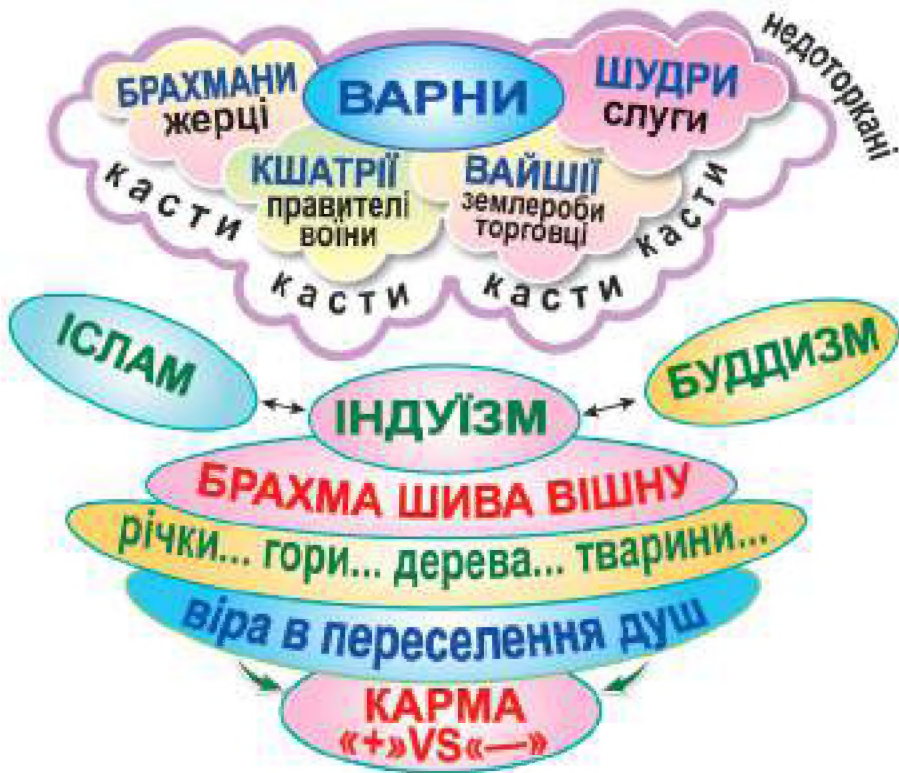 недоторкані
БРАХМАНИ
жерці
ВАРНИ
ШУДРИ
слуги
КШАТРІЇ
правителі
воїни
ВАЙШІЇ
землероби
торговці
касти
касти
касти
касти
ІСЛАМ
ІНДУЇЗМ
БУДДИЗМ
БРАХМА ШИВА ВІШНУ
річки... гори... дерева... тварини...
віра в переселення душ
КАРМА
«+»VS«—»